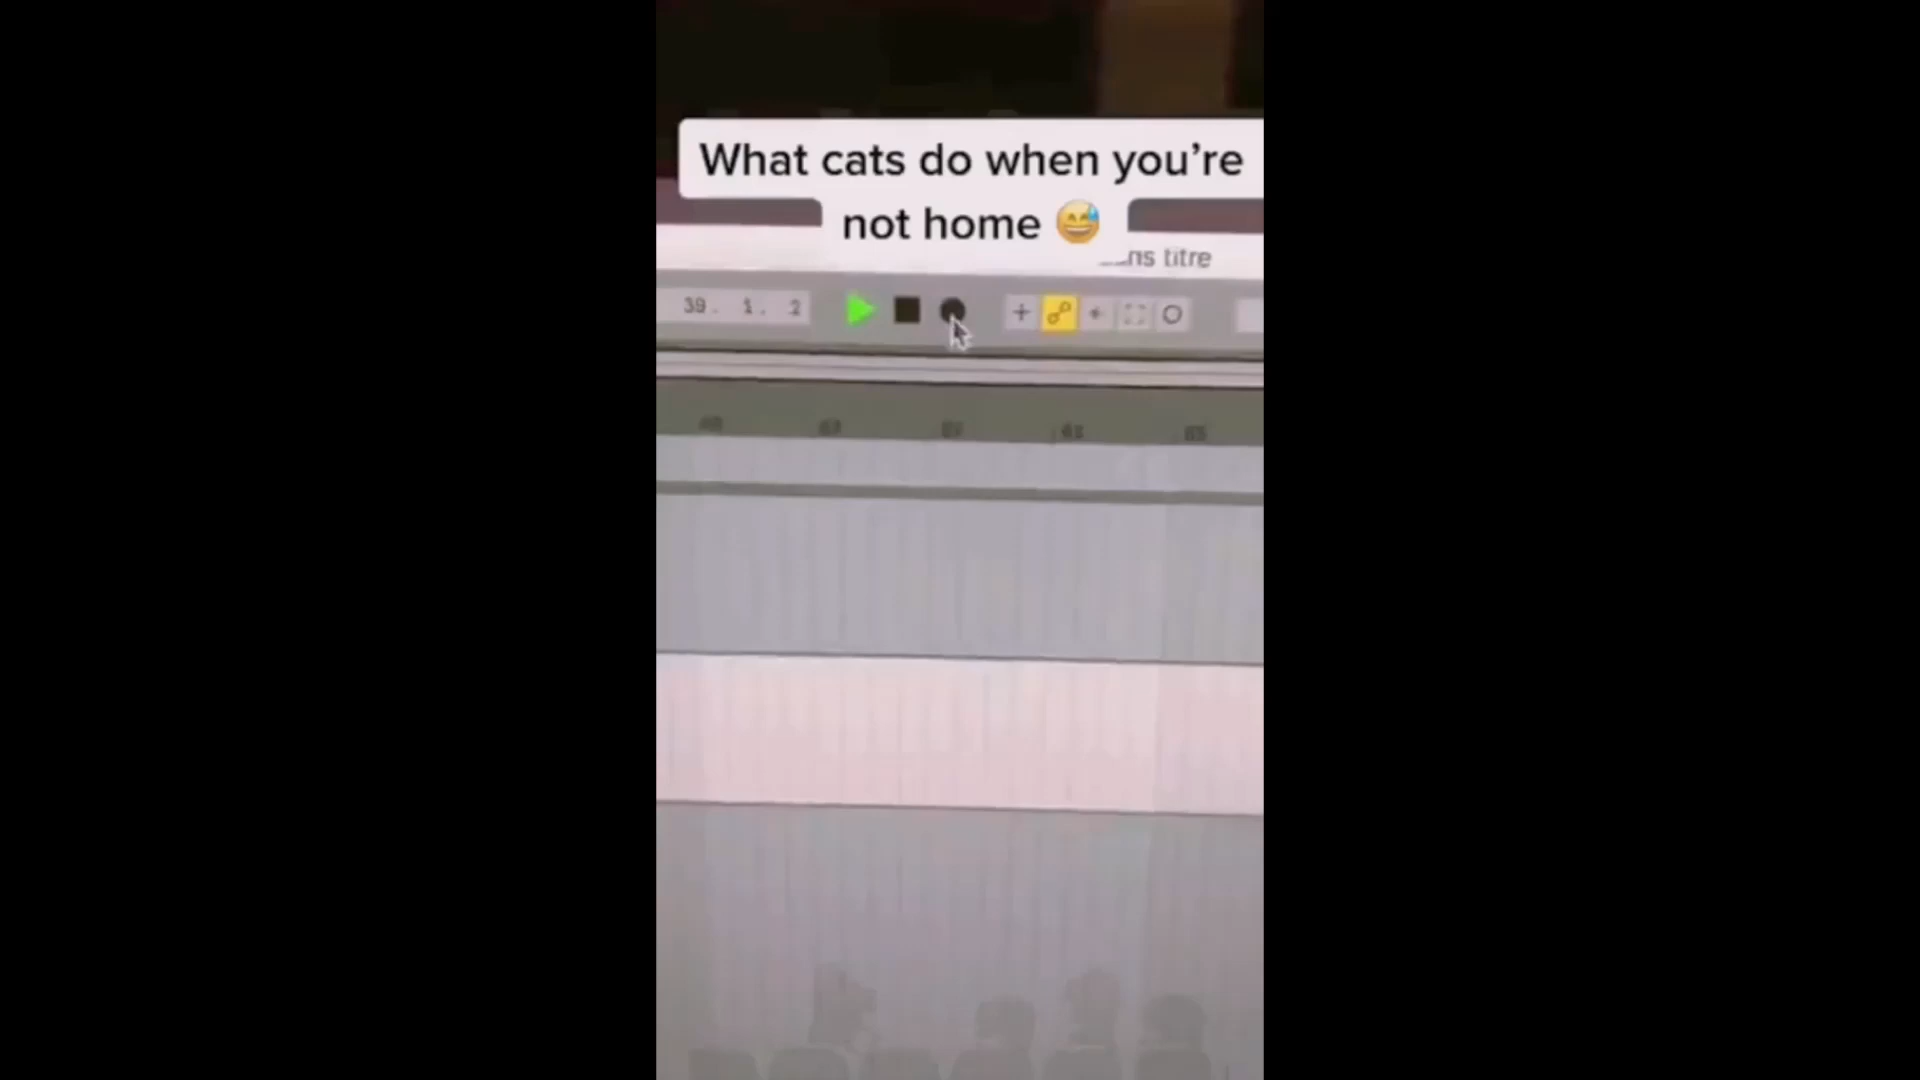 What cats do when you're
not home 😅
ns titre
39. 1. 2